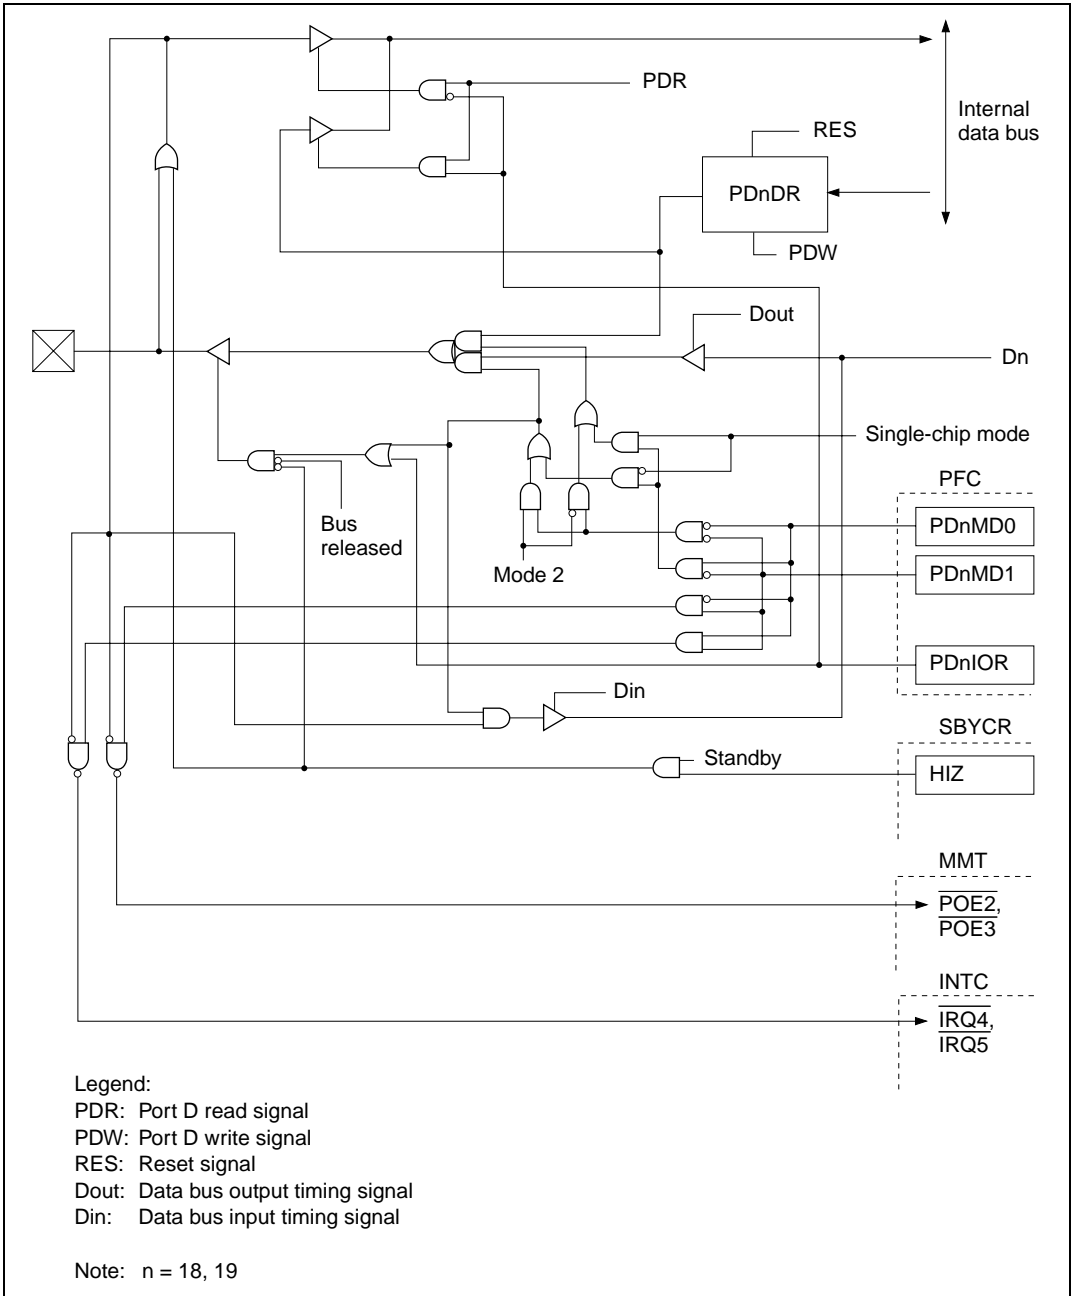 PDR
Internal
data bus
RES
PDnDR
PDW
Dout
Dn
Single-chip mode
PFC
Bus
released
PDnMD0
Mode 2
PDnMD1
PDnIOR
Din
SBYCR
Standby
HIZ
MMT
POE2,
POE3
INTC
IRQ4,
IRQ5
Legend:
PDR: Port D read signal
PDW: Port D write signal
RES: Reset signal
Dout: Data bus output timing signal
Din: Data bus input timing signal
Note: n = 18, 19